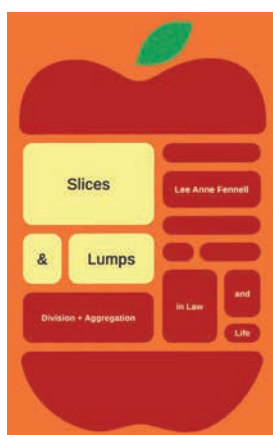 Slices
Lee Anne Fennell
& Lumps
Division + Aggregation
in Law
and
Life